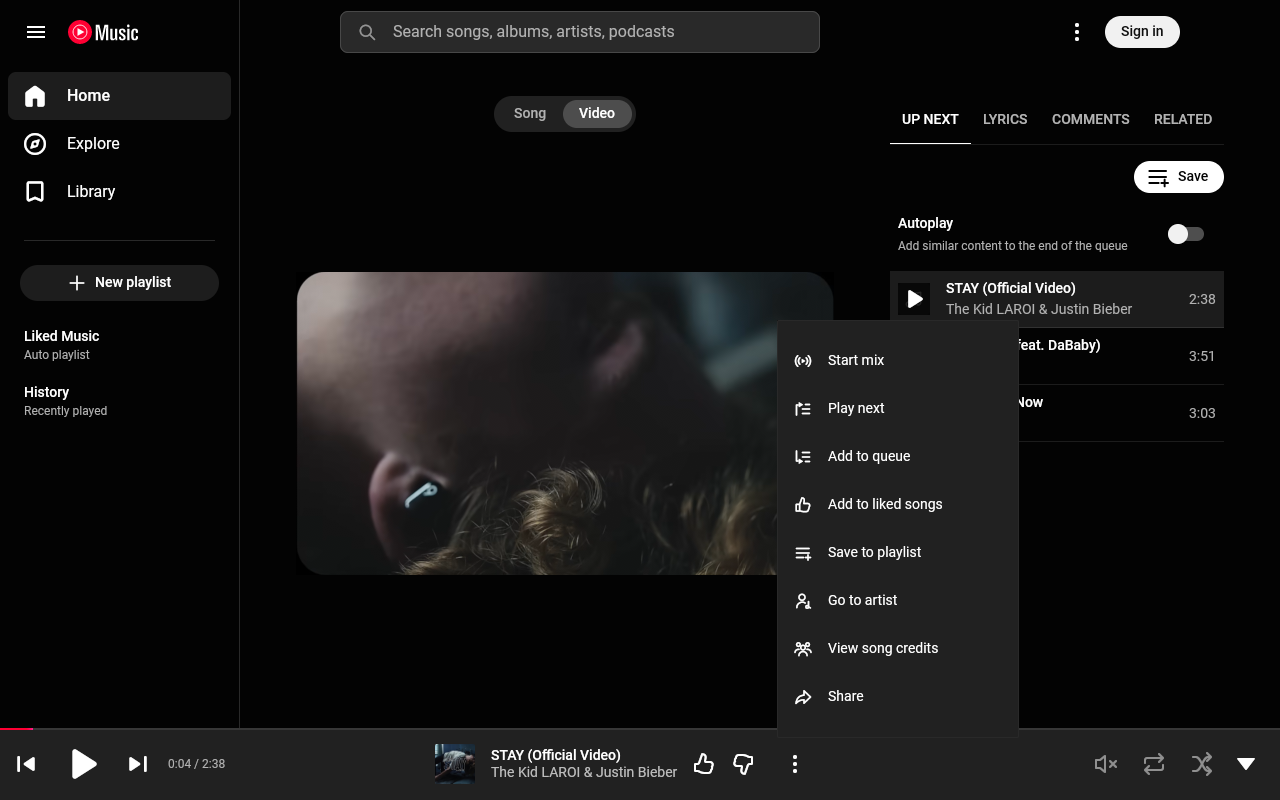 Music
Search songs, albums, artists, podcasts
Sign in
Home
Explore
Library
New playlist
Liked Music
Auto playlist
History
Recently played
Song
Video
UP NEXT
LYRICS
COMMENTS
RELATED
Save
Autoplay
Add similar content to the end of the queue
STAY (Official Video)
The Kid LAROI & Justin Bieber
2:38
feat. DaBaby)
3:51
Now
3:03
Start mix
Play next
Add to queue
Add to liked songs
Save to playlist
Go to artist
View song credits
Share
0:04 / 2:38
STAY (Official Video)
The Kid LAROI & Justin Bieber